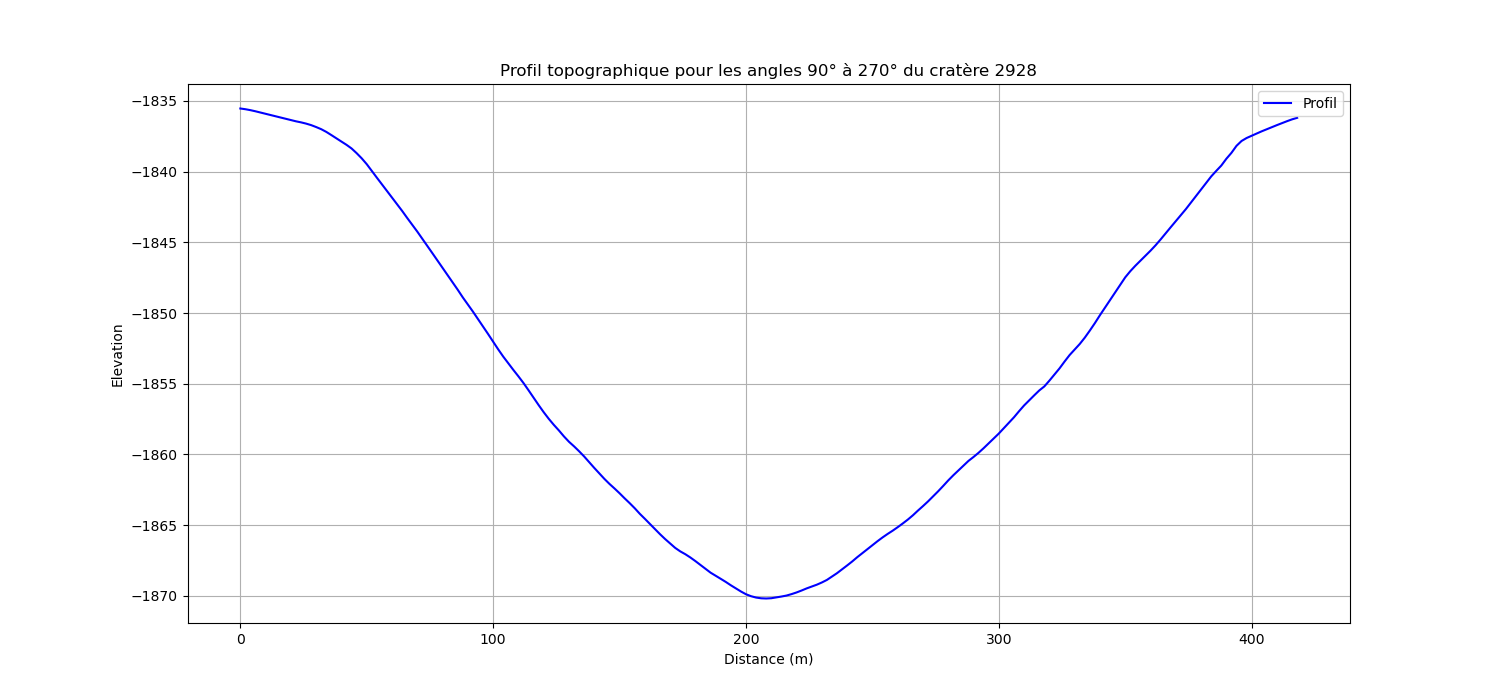 Profil topographique pour les angles 90° à 270° du cratère 2928
Profil
−1835
−1840
−1845
−1850
−1855
−1860
−1865
−1870
Elevation
0 100 200 300 400
Distance (m)